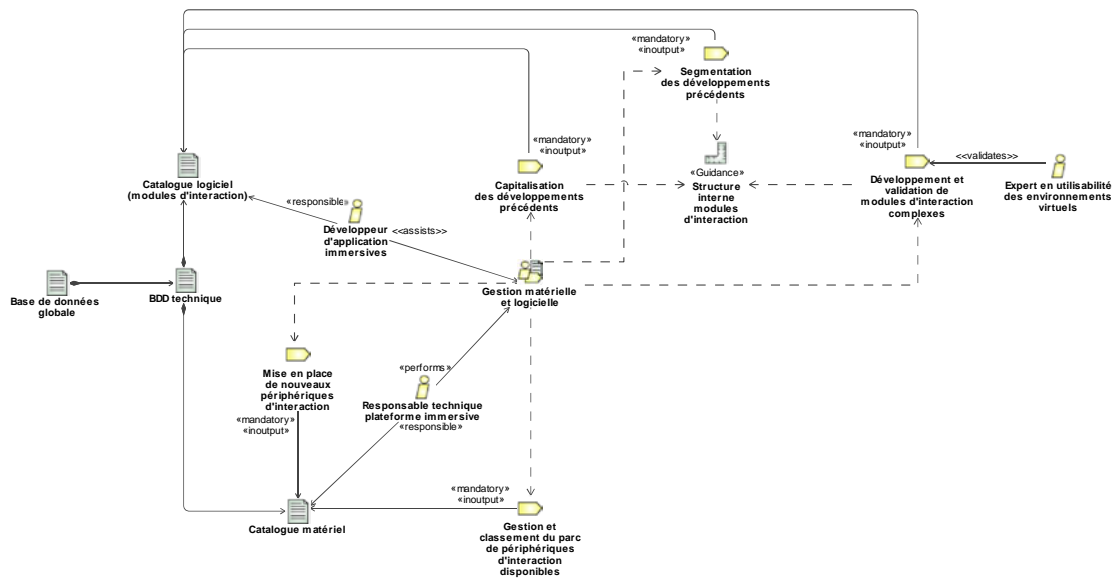 «mandatory»
«inoutput»
Segmentation
des développements
précédents
«mandatory»
«inoutput»
Capitalisation
des développements
précédents
«Guidance»
Structure
interne
modules
d'interaction
«mandatory»
«inoutput»
Développement et
validation de
modules d'interaction
complexes
<<validates>>
Expert en utilisabilité
des environnements
virtuels
Catalogue logiciel
(modules d'interaction)
«responsible»
Développeur
d'application
immersives
<<assists>>
Base de données
globale
BDD technique
Gestion matérielle
et logicielle
Mise en place
de nouveaux
périphériques
d'interaction
«mandatory»
«inoutput»
«performs»
Responsable technique
plateforme immersive
«responsible»
Catalogue matériel
«mandatory»
«inoutput»
Gestion et
classement du parc
de périphériques
d'interaction
disponibles